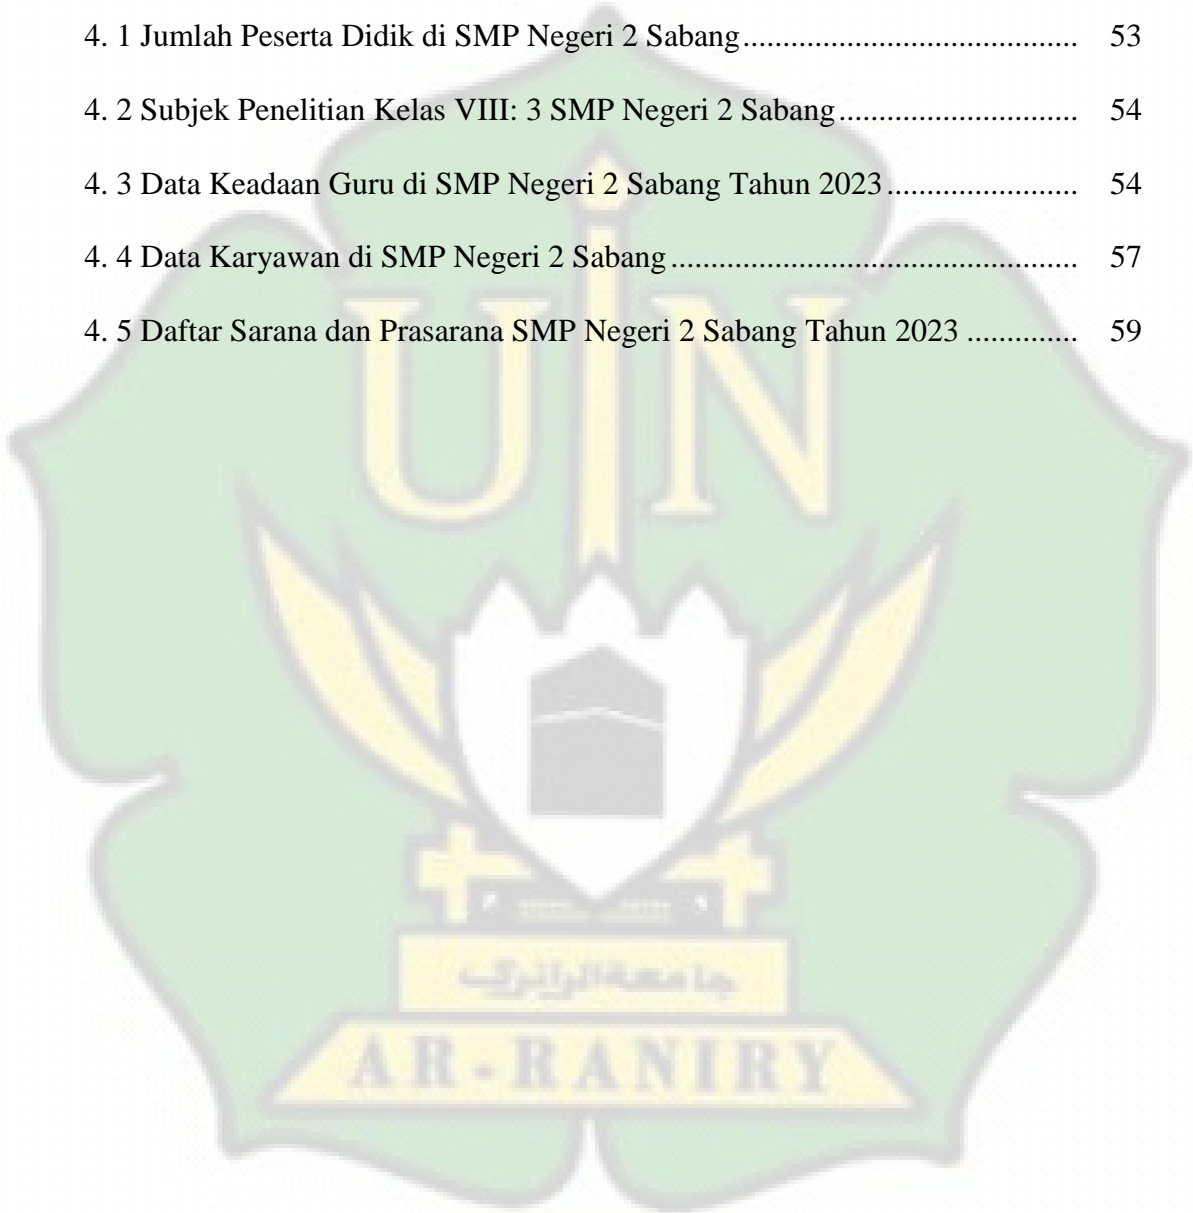 4. 1 Jumlah Peserta Didik di SMP Negeri 2 Sabang.......................................... 53
4. 2 Subjek Penelitian Kelas VIII: 3 SMP Negeri 2 Sabang.............................. 54
4. 3 Data Keadaan Guru di SMP Negeri 2 Sabang Tahun 2023........................ 54
4. 4 Data Karyawan di SMP Negeri 2 Sabang................................................... 57
4. 5 Daftar Sarana dan Prasarana SMP Negeri 2 Sabang Tahun 2023 .............. 59
UIN
جامعة الرانري
AR-RANIRY